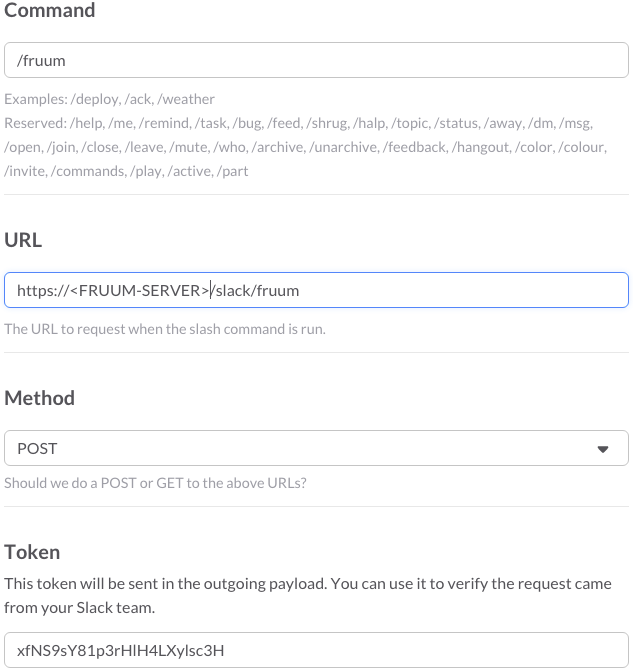 Command
/fruum
Examples: /deploy, /ack, /weather
Reserved: /help, /me, /remind, /task, /bug, /feed, /shrug, /halp, /topic, /status, /away, /dm, /msg,
/open, /join, /close, /leave, /mute, /who, /archive, /unarchive, /feedback, /hangout, /color, /colour,
/invite, /commands, /play, /active, /part
URL
https://<FRUUM-SERVER>/slack/fruum
The URL to request when the slash command is run.
Method
POST
Should we do a POST or GET to the above URLs?
Token
This token will be sent in the outgoing payload. You can use it to verify the request came
from your Slack team.
xfNS9sY81p3rHlH4LXylsc3H